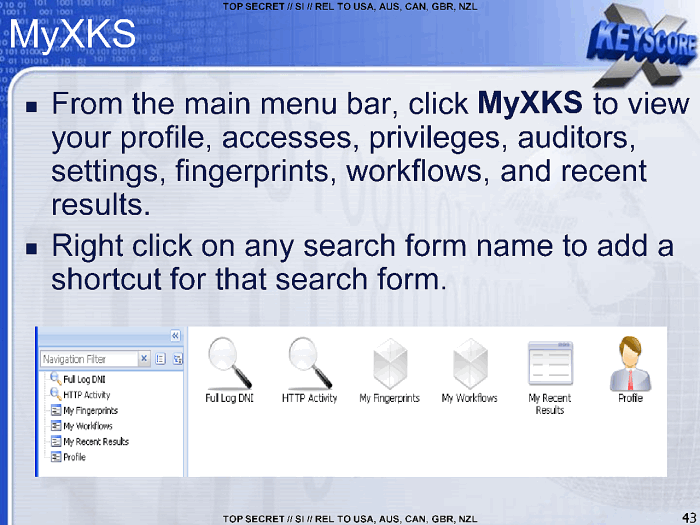 TOP SECRET // SI // REL TO USA, AUS, CAN, GBR, NZL
MyXKS
XKEYSCORE
From the main menu bar, click MyXKS to view
your profile, accesses, privileges, auditors,
settings, fingerprints, workflows, and recent
results.
Right click on any search form name to add a
shortcut for that search form.
Navigation Filter
Full Log DNI
HTTP Activity
My Fingerprints
My Workflows
My Recent Results
Profile
Full Log DNI
HTTP Activity
My Fingerprints
My Workflows
My Recent
Results
Profile
TOP SECRET // SI // REL TO USA, AUS, CAN, GBR, NZL
43